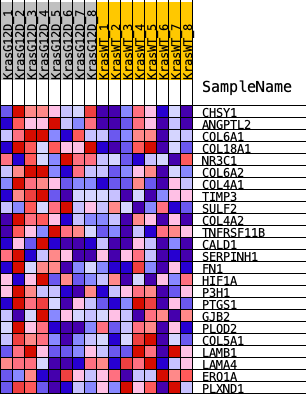 KrasG12D_1
KrasG12D_2
KrasG12D_3
KrasG12D_4
KrasG12D_5
KrasG12D_6
KrasG12D_7
KrasG12D_8
KrasWT_1
KrasWT_2
KrasWT_3
KrasWT_4
KrasWT_5
KrasWT_6
KrasWT_7
KrasWT_8
SampleName
CHSY1
ANGPTL2
COL6A1
COL18A1
NR3C1
COL6A2
COL4A1
TIMP3
SULF2
COL4A2
TNFRSF11B
CALD1
SERPINH1
FN1
HIF1A
P3H1
PTGS1
GJB2
PLOD2
COL5A1
LAMB1
LAMA4
ERO1A
PLXND1